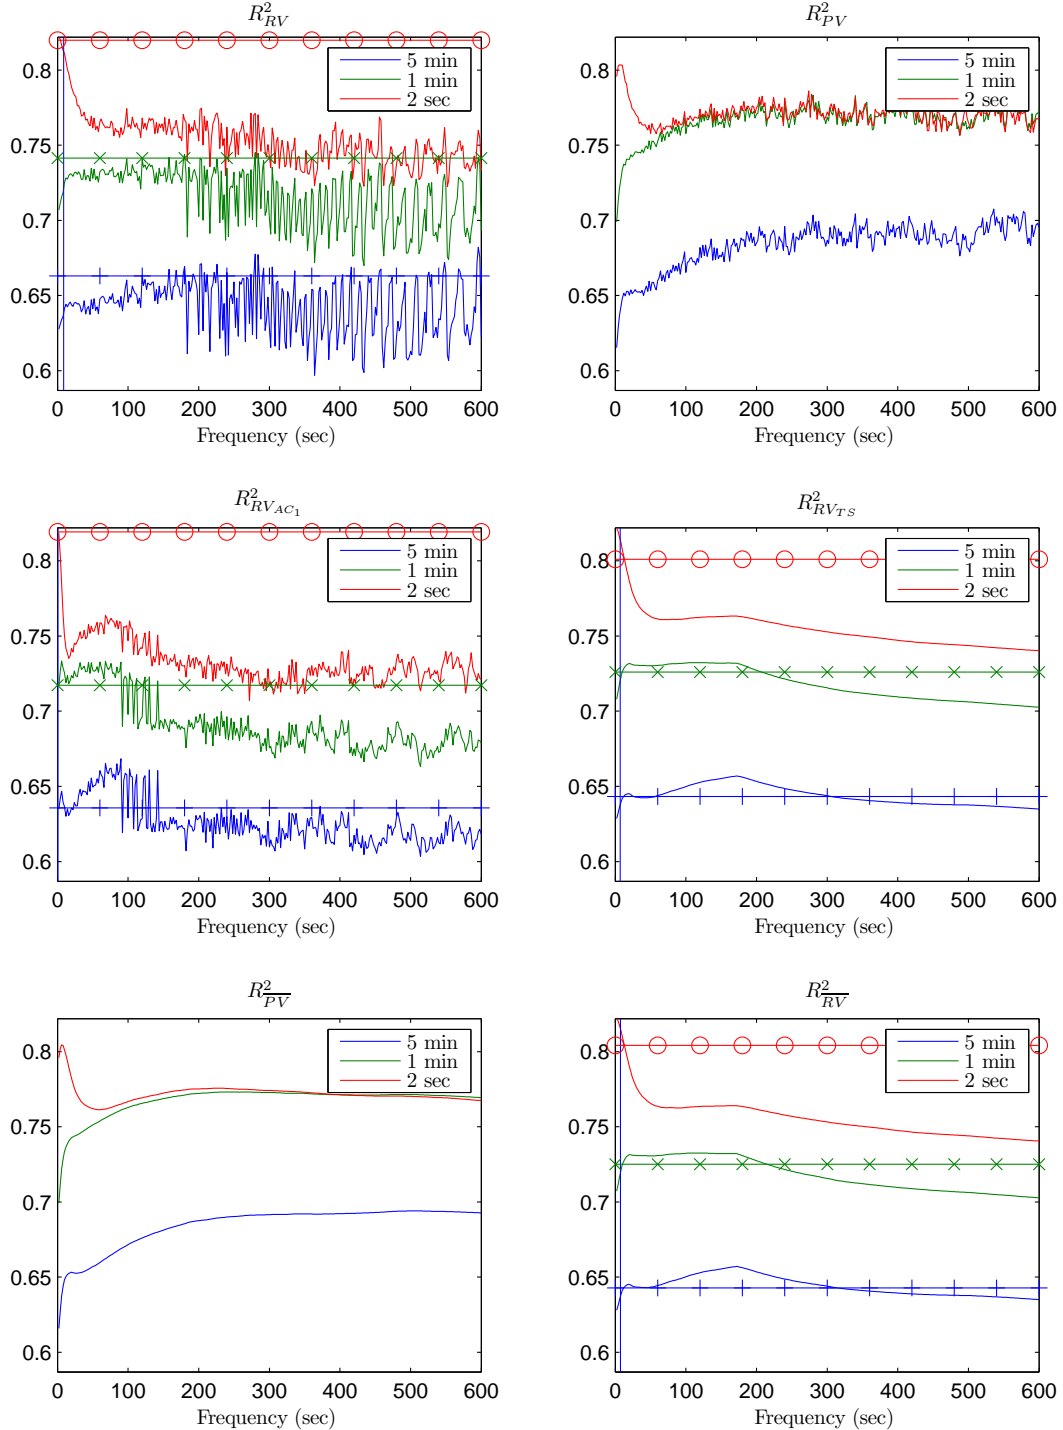 R²_RV
0.8
0.75
0.7
0.65
0.6
0 100 200 300 400 500 600
Frequency (sec)
5 min
1 min
2 sec
R²_PV
0.8
0.75
0.7
0.65
0.6
0 100 200 300 400 500 600
Frequency (sec)
5 min
1 min
2 sec
R²_RV_AC₁
0.8
0.75
0.7
0.65
0.6
0 100 200 300 400 500 600
Frequency (sec)
5 min
1 min
2 sec
R²_RV_TS
0.8
0.75
0.7
0.65
0.6
0 100 200 300 400 500 600
Frequency (sec)
5 min
1 min
2 sec
R²_P̅V̅
0.8
0.75
0.7
0.65
0.6
0 100 200 300 400 500 600
Frequency (sec)
5 min
1 min
2 sec
R²_R̅V̅
0.8
0.75
0.7
0.65
0.6
0 100 200 300 400 500 600
Frequency (sec)
5 min
1 min
2 sec